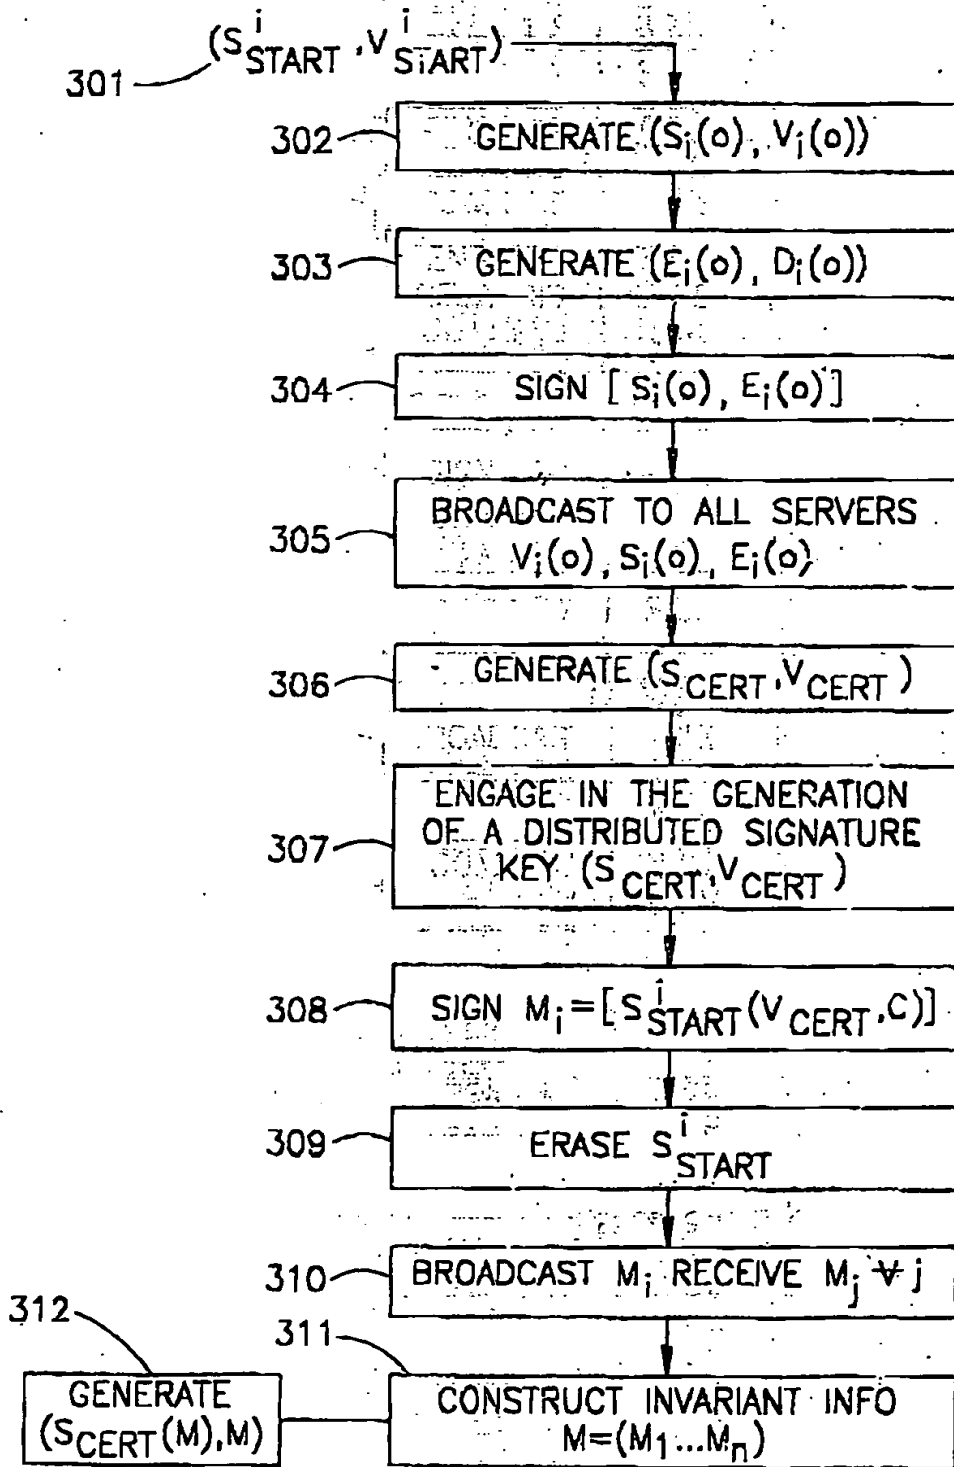 (S^i_START, V^i_SiART)
301
302
GENERATE (S_i(o), V_i(o))
303
GENERATE (E_i(o), D_i(o))
304
SIGN [S_i(o), E_i(o)]
305
BROADCAST TO ALL SERVERS
V_i(o), S_i(o), E_i(o)
306
GENERATE (S_CERT, V_CERT)
307
ENGAGE IN THE GENERATION
OF A DISTRIBUTED SIGNATURE
KEY (S_CERT, V_CERT)
308
SIGN M_i=[S^i_START(V_CERT, C)]
309
ERASE S^i_START
310
BROADCAST M_i RECEIVE M_j ∀ j
312
311
GENERATE
(S_CERT(M), M)
CONSTRUCT INVARIANT INFO
M=(M_1...M_n)